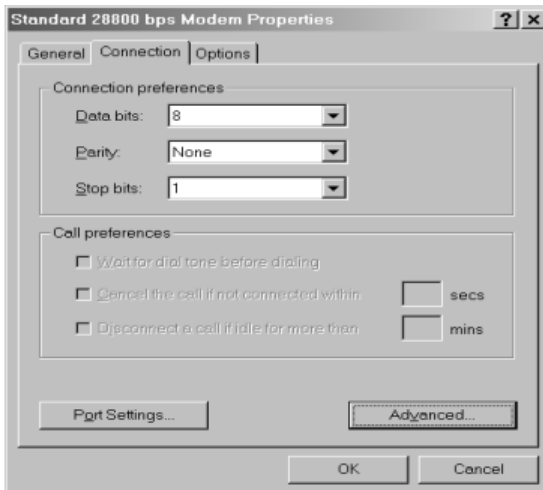 Standard 28800 bps Modem Properties ? ×
General Connection Options
Connection preferences
Data bits: 8
Parity: None
Stop bits: 1
Call preferences
Wait for dial tone before dialing
Cancel the call if not connected within secs
Disconnect a call if idle for more than mins
Port Settings... Advanced...
OK Cancel